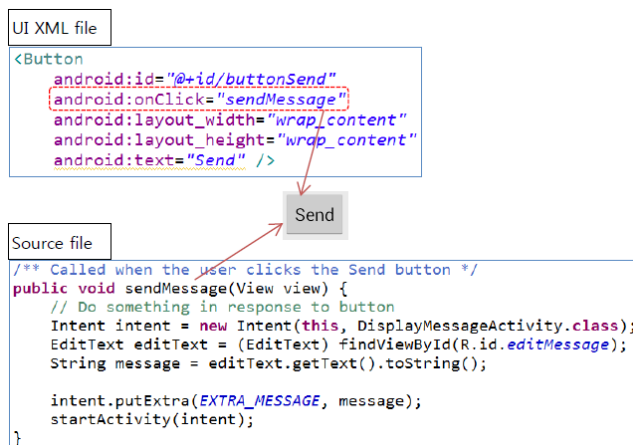 UI XML file
<Button
android:id="@+id/buttonSend"
android:onClick="sendMessage"
android:layout_width="wrap_content"
android:layout_height="wrap_content"
android:text="Send" />
Send
Source file
/** Called when the user clicks the Send button */
public void sendMessage(View view) {
// Do something in response to button
Intent intent = new Intent(this, DisplayMessageActivity.class);
EditText editText = (EditText) findViewById(R.id.editMessage);
String message = editText.getText().toString();
intent.putExtra(EXTRA_MESSAGE, message);
startActivity(intent);
}